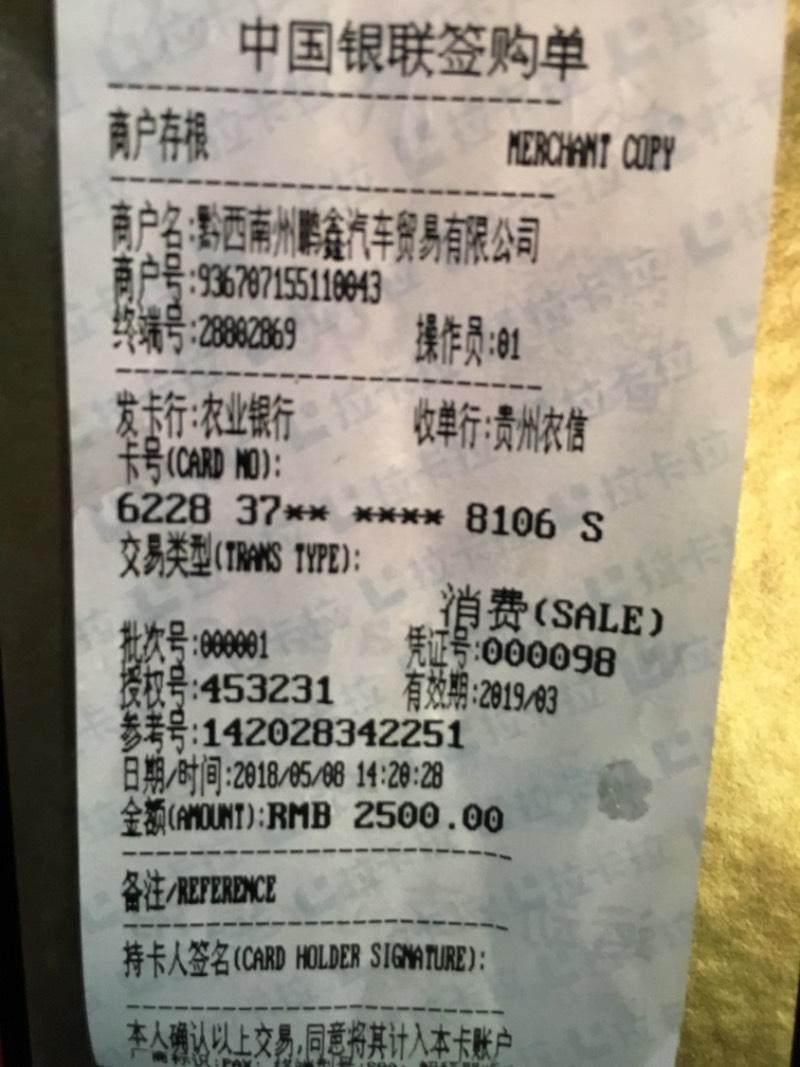 中国银联签购单
商户存根 MERCHANT COPY
商户名:黔西南州鹏鑫汽车贸易有限公司
商户号:936707155110043
终端号:28802869 操作员:01
发卡行:农业银行 收单行:贵州农信
卡号(CARD NO):
6228 37** **** 8106 S
交易类型(TRANS TYPE):
消费(SALE)
批次号:000001 凭证号:000098
授权号:453231 有效期:2019/03
参考号:142028342251
日期/时间:2018/05/08 14:20:28
金额(AMOUNT):RMB 2500.00
备注/REFERENCE
持卡人签名(CARD HOLDER SIGNATURE):
本人确认以上交易,同意将其计入本卡账户